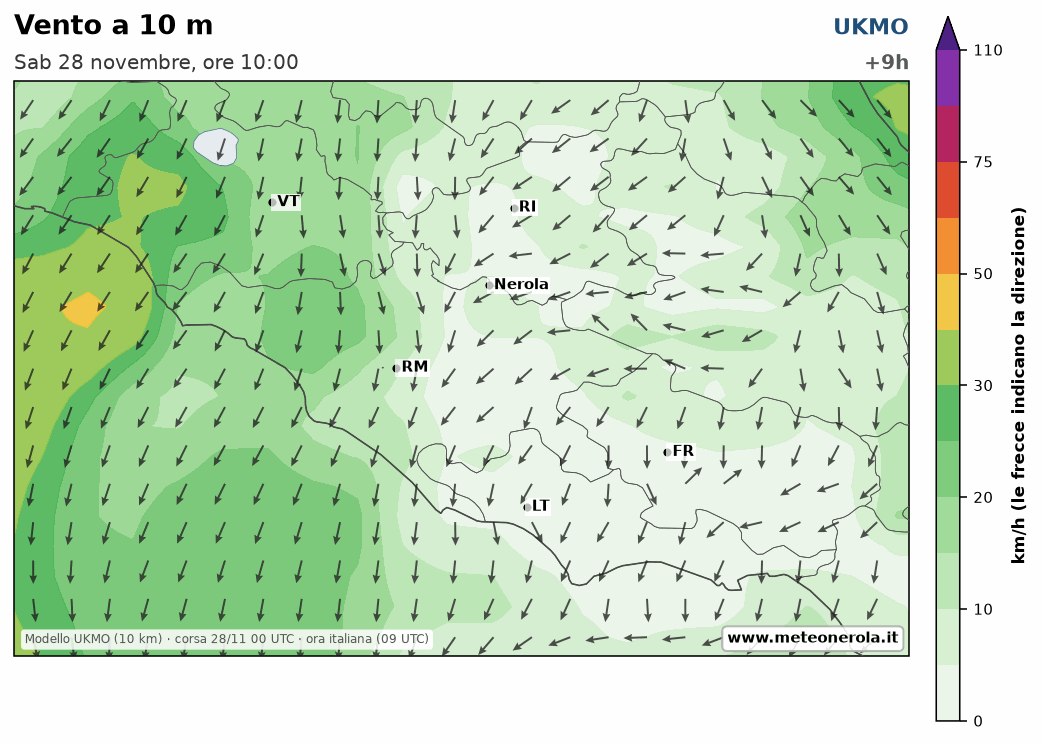 Vento a 10 m
UKMO
Sab 28 novembre, ore 10:00
+9h
VT
RI
Nerola
RM
FR
LT
110
75
50
30
20
10
0
km/h (le frecce indicano la direzione)
Modello UKMO (10 km) · corsa 28/11 00 UTC · ora italiana (09 UTC)
www.meteonerola.it